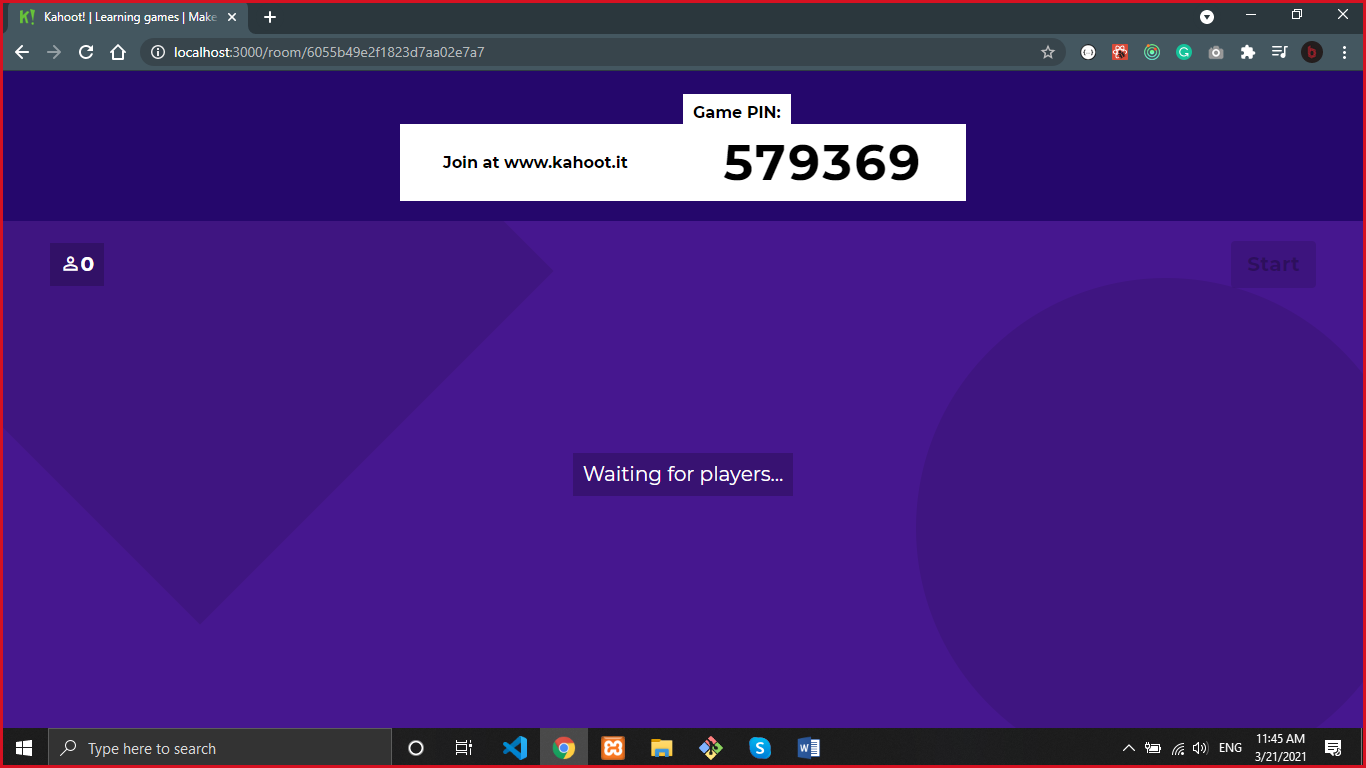 Kahoot! | Learning games | Make
localhost:3000/room/6055b49e2f1823d7aa02e7a7
Game PIN:
Join at www.kahoot.it
579369
0
Start
Waiting for players...
Type here to search
ENG
11:45 AM
3/21/2021